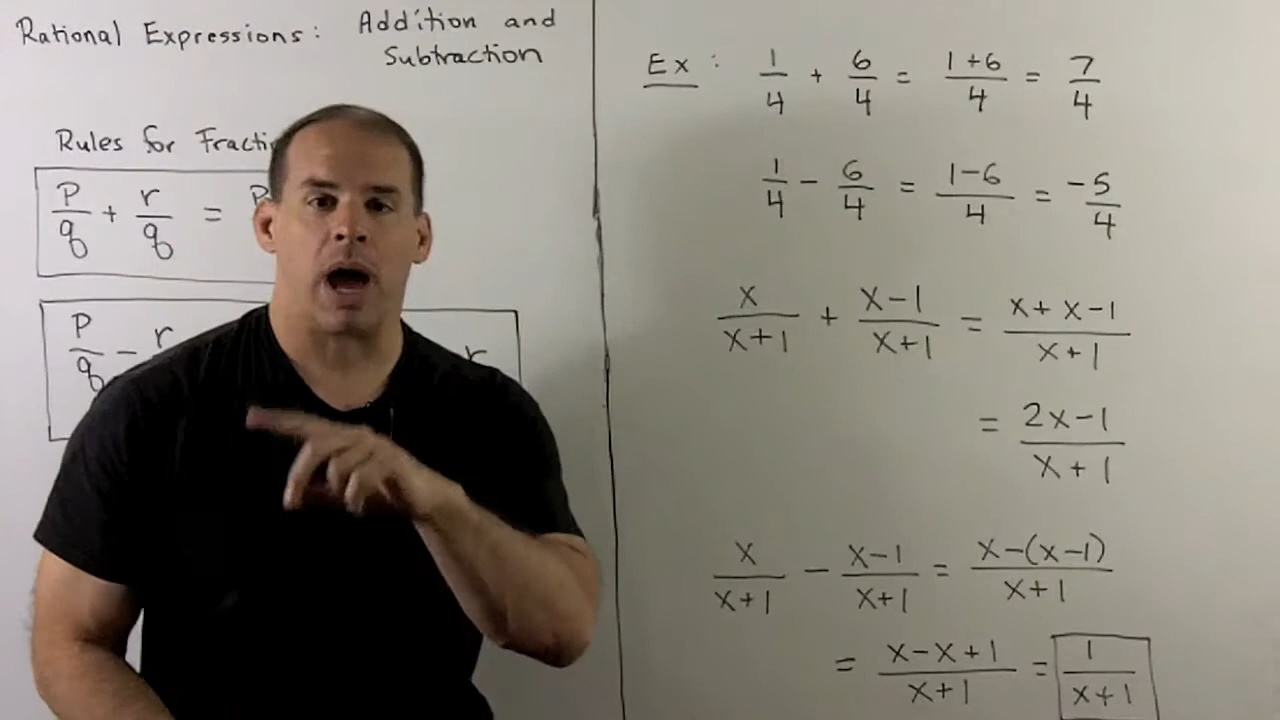 Rational Expressions: Addition and
Subtraction
Rules for
p/q + r/q =
p/q - r
Ex: 1/4 + 6/4 = (1+6)/4 = 7/4
1/4 - 6/4 = (1-6)/4 = -5/4
x/(x+1) + (x-1)/(x+1) = (x+x-1)/(x+1)
= (2x-1)/(x+1)
x/(x+1) - (x-1)/(x+1) = (x-(x-1))/(x+1)
= (x-x+1)/(x+1) = 1/(x+1)